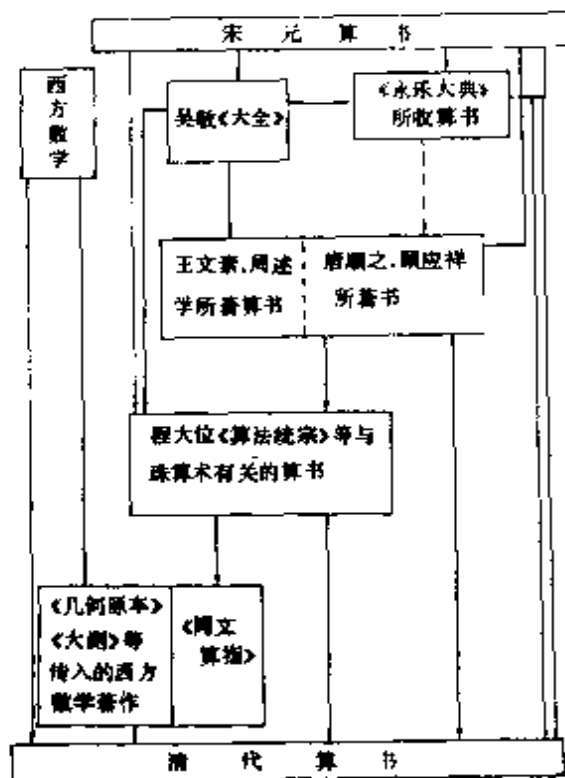 宋元算书
西方数学
吴敬《大全》
《永乐大典》
所收算书
王文素、周述
学所著算书
唐顺之、顾应祥
所著书
程大位《算法统宗》等与
珠算术有关的算书
《几何原本》
《大测》等
传入的西方
数学著作
《同文
算指》
清代算书